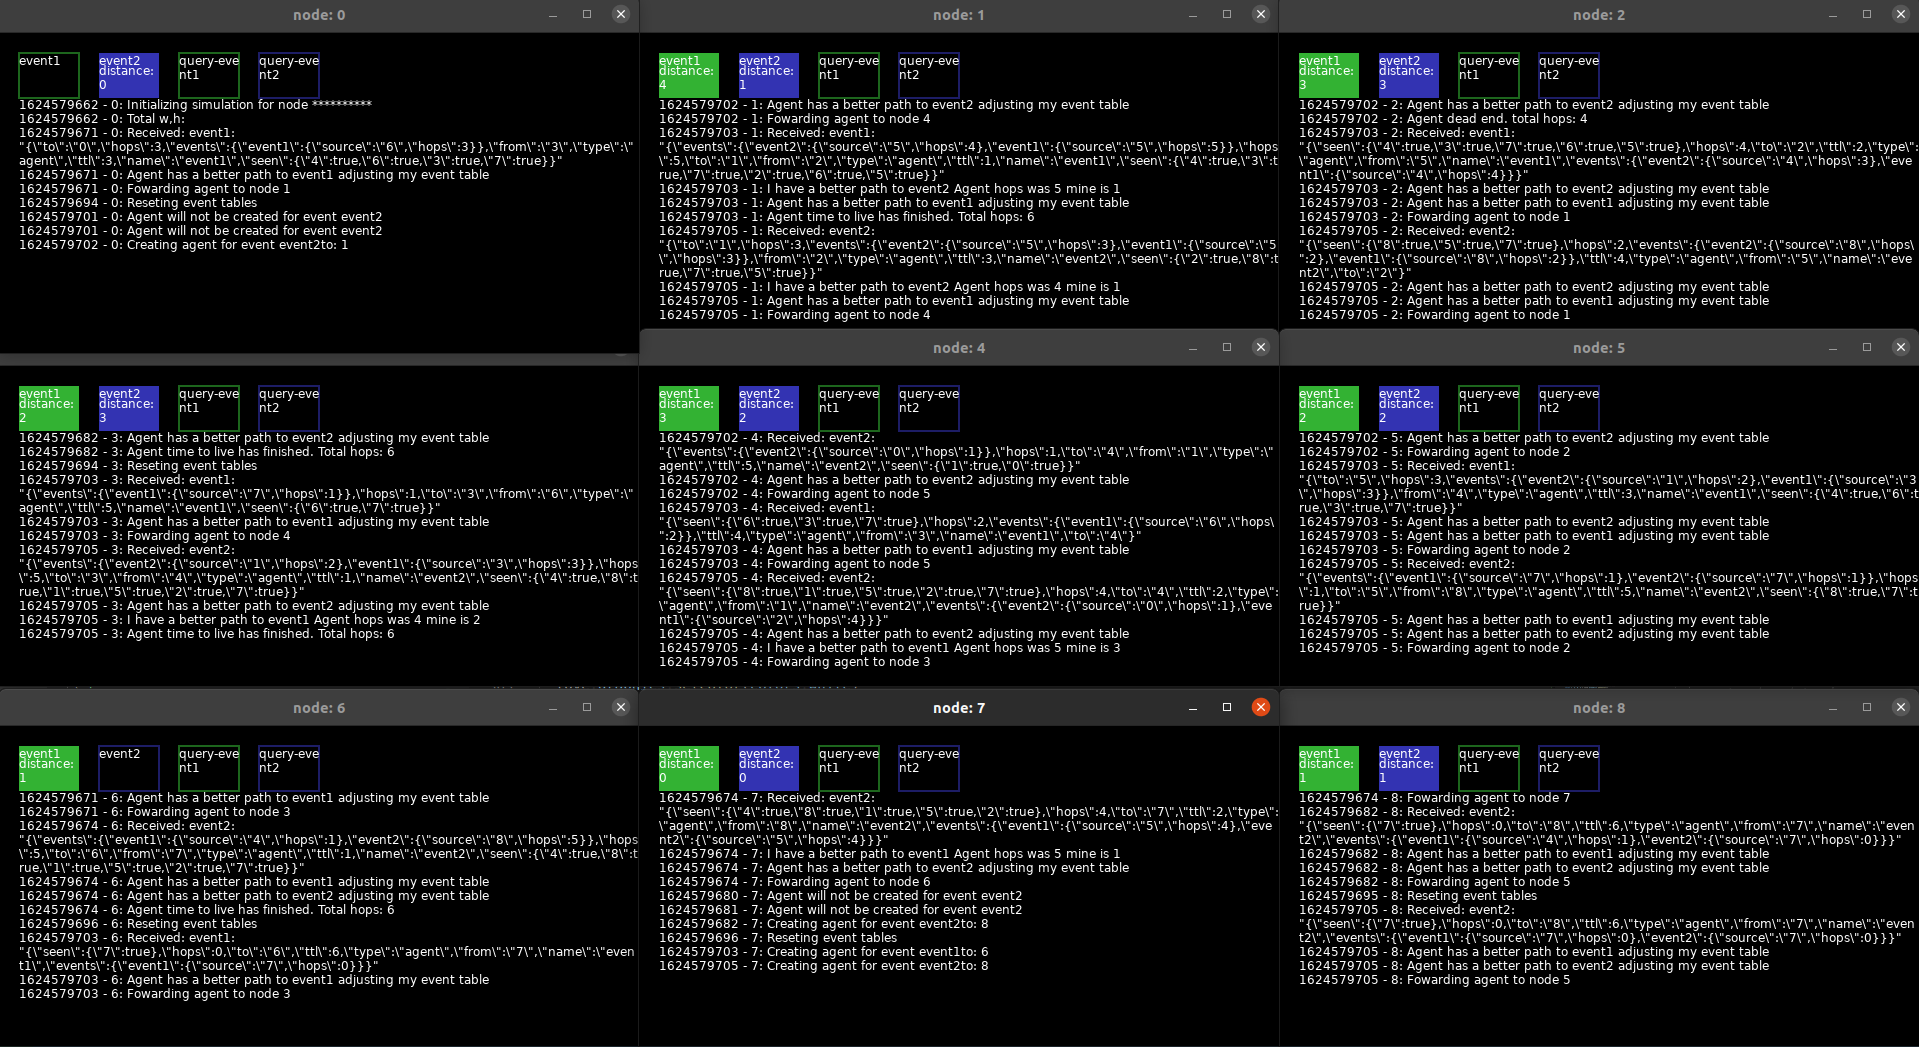 node: 0
event1
event2
distance:
0
query-eve
nt1
query-eve
nt2
1624579662 - 0: Initializing simulation for node **********
1624579662 - 0: Total w,h:
1624579671 - 0: Received: event1:
"{\"to\":\"0\",\"hops\":3,\"events\":{\"event1\":{\"source\":\"6\",\"hops\":3}},\"from\":\"3\",\"type\":\"
agent\",\"ttl\":3,\"name\":\"event1\",\"seen\":{\"4\":true,\"6\":true,\"3\":true,\"7\":true}}"
1624579671 - 0: Agent has a better path to event1 adjusting my event table
1624579671 - 0: Fowarding agent to node 1
1624579694 - 0: Reseting event tables
1624579701 - 0: Agent will not be created for event event2
1624579701 - 0: Agent will not be created for event event2
1624579702 - 0: Creating agent for event event2to: 1
node: 1
event1
distance:
4
event2
distance:
1
query-eve
nt1
query-eve
nt2
1624579702 - 1: Agent has a better path to event2 adjusting my event table
1624579702 - 1: Fowarding agent to node 4
1624579703 - 1: Received: event1:
"{\"events\":{\"event2\":{\"source\":\"5\",\"hops\":4},\"event1\":{\"source\":\"5\",\"hops\":5}},\"hops
\":5,\"to\":\"1\",\"from\":\"2\",\"type\":\"agent\",\"ttl\":1,\"name\":\"event1\",\"seen\":{\"4\":true,\"3\":t
rue,\"7\":true,\"2\":true,\"6\":true,\"5\":true}}"
1624579703 - 1: I have a better path to event2 Agent hops was 5 mine is 1
1624579703 - 1: Agent has a better path to event1 adjusting my event table
1624579703 - 1: Agent time to live has finished. Total hops: 6
1624579705 - 1: Received: event2:
"{\"to\":\"1\",\"hops\":3,\"events\":{\"event2\":{\"source\":\"5\",\"hops\":3},\"event1\":{\"source\":\"5
\",\"hops\":3}},\"from\":\"2\",\"type\":\"agent\",\"ttl\":3,\"name\":\"event2\",\"seen\":{\"2\":true,\"8\":t
rue,\"7\":true,\"5\":true}}"
1624579705 - 1: I have a better path to event2 Agent hops was 4 mine is 1
1624579705 - 1: Agent has a better path to event1 adjusting my event table
1624579705 - 1: Fowarding agent to node 4
node: 2
event1
distance:
3
event2
distance:
3
query-eve
nt1
query-eve
nt2
1624579702 - 2: Agent has a better path to event2 adjusting my event table
1624579702 - 2: Agent dead end. total hops: 4
1624579703 - 2: Received: event1:
"{\"seen\":{\"4\":true,\"3\":true,\"7\":true,\"6\":true,\"5\":true},\"hops\":4,\"to\":\"2\",\"ttl\":2,\"type\":
\"agent\",\"from\":\"5\",\"name\":\"event1\",\"events\":{\"event2\":{\"source\":\"4\",\"hops\":3},\"eve
nt1\":{\"source\":\"4\",\"hops\":4}}}"
1624579703 - 2: Agent has a better path to event2 adjusting my event table
1624579703 - 2: Agent has a better path to event1 adjusting my event table
1624579703 - 2: Fowarding agent to node 1
1624579705 - 2: Received: event2:
"{\"seen\":{\"8\":true,\"5\":true,\"7\":true},\"hops\":2,\"events\":{\"event2\":{\"source\":\"8\",\"hops\
":2},\"event1\":{\"source\":\"8\",\"hops\":2}},\"ttl\":4,\"type\":\"agent\",\"from\":\"5\",\"name\":\"eve
nt2\",\"to\":\"2\"}"
1624579705 - 2: Agent has a better path to event2 adjusting my event table
1624579705 - 2: Agent has a better path to event1 adjusting my event table
1624579705 - 2: Fowarding agent to node 1
event1
distance:
2
event2
distance:
3
query-eve
nt1
query-eve
nt2
1624579682 - 3: Agent has a better path to event2 adjusting my event table
1624579682 - 3: Agent time to live has finished. Total hops: 6
1624579694 - 3: Reseting event tables
1624579703 - 3: Received: event1:
"{\"events\":{\"event1\":{\"source\":\"7\",\"hops\":1}},\"hops\":1,\"to\":\"3\",\"from\":\"6\",\"type\":\"
agent\",\"ttl\":5,\"name\":\"event1\",\"seen\":{\"6\":true,\"7\":true}}"
1624579703 - 3: Agent has a better path to event1 adjusting my event table
1624579703 - 3: Fowarding agent to node 4
1624579705 - 3: Received: event2:
"{\"events\":{\"event2\":{\"source\":\"1\",\"hops\":2},\"event1\":{\"source\":\"3\",\"hops\":3}},\"hops
\":5,\"to\":\"3\",\"from\":\"4\",\"type\":\"agent\",\"ttl\":1,\"name\":\"event2\",\"seen\":{\"4\":true,\"8\":t
rue,\"1\":true,\"5\":true,\"2\":true,\"7\":true}}"
1624579705 - 3: Agent has a better path to event2 adjusting my event table
1624579705 - 3: I have a better path to event1 Agent hops was 4 mine is 2
1624579705 - 3: Agent time to live has finished. Total hops: 6
node: 4
event1
distance:
3
event2
distance:
2
query-eve
nt1
query-eve
nt2
1624579702 - 4: Received: event2:
"{\"events\":{\"event2\":{\"source\":\"0\",\"hops\":1}},\"hops\":1,\"to\":\"4\",\"from\":\"1\",\"type\":\"
agent\",\"ttl\":5,\"name\":\"event2\",\"seen\":{\"1\":true,\"0\":true}}"
1624579702 - 4: Agent has a better path to event2 adjusting my event table
1624579702 - 4: Fowarding agent to node 5
1624579703 - 4: Received: event1:
"{\"seen\":{\"6\":true,\"3\":true,\"7\":true},\"hops\":2,\"events\":{\"event1\":{\"source\":\"6\",\"hops\
":2}},\"ttl\":4,\"type\":\"agent\",\"from\":\"3\",\"name\":\"event1\",\"to\":\"4\"}"
1624579703 - 4: Agent has a better path to event1 adjusting my event table
1624579703 - 4: Fowarding agent to node 5
1624579705 - 4: Received: event2:
"{\"seen\":{\"8\":true,\"1\":true,\"5\":true,\"2\":true,\"7\":true},\"hops\":4,\"to\":\"4\",\"ttl\":2,\"type\":
\"agent\",\"from\":\"1\",\"name\":\"event2\",\"events\":{\"event2\":{\"source\":\"0\",\"hops\":1},\"eve
nt1\":{\"source\":\"2\",\"hops\":4}}}"
1624579705 - 4: Agent has a better path to event2 adjusting my event table
1624579705 - 4: I have a better path to event1 Agent hops was 5 mine is 3
1624579705 - 4: Fowarding agent to node 3
node: 5
event1
distance:
2
event2
distance:
2
query-eve
nt1
query-eve
nt2
1624579702 - 5: Agent has a better path to event2 adjusting my event table
1624579702 - 5: Fowarding agent to node 2
1624579703 - 5: Received: event1:
"{\"to\":\"5\",\"hops\":3,\"events\":{\"event2\":{\"source\":\"1\",\"hops\":2},\"event1\":{\"source\":\"3
\",\"hops\":3}},\"from\":\"4\",\"type\":\"agent\",\"ttl\":3,\"name\":\"event1\",\"seen\":{\"4\":true,\"6\":t
rue,\"3\":true,\"7\":true}}"
1624579703 - 5: Agent has a better path to event2 adjusting my event table
1624579703 - 5: Agent has a better path to event1 adjusting my event table
1624579703 - 5: Fowarding agent to node 2
1624579705 - 5: Received: event2:
"{\"events\":{\"event1\":{\"source\":\"7\",\"hops\":1},\"event2\":{\"source\":\"7\",\"hops\":1}},\"hops
\":1,\"to\":\"5\",\"from\":\"8\",\"type\":\"agent\",\"ttl\":5,\"name\":\"event2\",\"seen\":{\"8\":true,\"7\":t
rue}}"
1624579705 - 5: Agent has a better path to event1 adjusting my event table
1624579705 - 5: Agent has a better path to event2 adjusting my event table
1624579705 - 5: Fowarding agent to node 2
node: 6
event1
distance:
1
event2
query-eve
nt1
query-eve
nt2
1624579671 - 6: Agent has a better path to event1 adjusting my event table
1624579671 - 6: Fowarding agent to node 3
1624579674 - 6: Received: event2:
"{\"events\":{\"event1\":{\"source\":\"4\",\"hops\":1},\"event2\":{\"source\":\"8\",\"hops\":5}},\"hops
\":5,\"to\":\"6\",\"from\":\"7\",\"type\":\"agent\",\"ttl\":1,\"name\":\"event2\",\"seen\":{\"4\":true,\"8\":t
rue,\"1\":true,\"5\":true,\"2\":true,\"7\":true}}"
1624579674 - 6: Agent has a better path to event1 adjusting my event table
1624579674 - 6: Agent has a better path to event2 adjusting my event table
1624579674 - 6: Agent time to live has finished. Total hops: 6
1624579696 - 6: Reseting event tables
1624579703 - 6: Received: event1:
"{\"seen\":{\"7\":true},\"hops\":0,\"to\":\"6\",\"ttl\":6,\"type\":\"agent\",\"from\":\"7\",\"name\":\"even
t1\",\"events\":{\"event1\":{\"source\":\"7\",\"hops\":0}}}"
1624579703 - 6: Agent has a better path to event1 adjusting my event table
1624579703 - 6: Fowarding agent to node 3
node: 7
event1
distance:
0
event2
distance:
0
query-eve
nt1
query-eve
nt2
1624579674 - 7: Received: event2:
"{\"seen\":{\"4\":true,\"8\":true,\"1\":true,\"5\":true,\"2\":true},\"hops\":4,\"to\":\"7\",\"ttl\":2,\"type\":
\"agent\",\"from\":\"8\",\"name\":\"event2\",\"events\":{\"event1\":{\"source\":\"5\",\"hops\":4},\"eve
nt2\":{\"source\":\"5\",\"hops\":4}}}"
1624579674 - 7: I have a better path to event1 Agent hops was 5 mine is 1
1624579674 - 7: Agent has a better path to event2 adjusting my event table
1624579674 - 7: Fowarding agent to node 6
1624579680 - 7: Agent will not be created for event event2
1624579681 - 7: Agent will not be created for event event2
1624579682 - 7: Creating agent for event event2to: 8
1624579696 - 7: Reseting event tables
1624579703 - 7: Creating agent for event event1to: 6
1624579705 - 7: Creating agent for event event2to: 8
node: 8
event1
distance:
1
event2
distance:
1
query-eve
nt1
query-eve
nt2
1624579674 - 8: Fowarding agent to node 7
1624579682 - 8: Received: event2:
"{\"seen\":{\"7\":true},\"hops\":0,\"to\":\"8\",\"ttl\":6,\"type\":\"agent\",\"from\":\"7\",\"name\":\"even
t2\",\"events\":{\"event1\":{\"source\":\"4\",\"hops\":1},\"event2\":{\"source\":\"7\",\"hops\":0}}}"
1624579682 - 8: Agent has a better path to event1 adjusting my event table
1624579682 - 8: Agent has a better path to event2 adjusting my event table
1624579682 - 8: Fowarding agent to node 5
1624579695 - 8: Reseting event tables
1624579705 - 8: Received: event2:
"{\"seen\":{\"7\":true},\"hops\":0,\"to\":\"8\",\"ttl\":6,\"type\":\"agent\",\"from\":\"7\",\"name\":\"even
t2\",\"events\":{\"event1\":{\"source\":\"7\",\"hops\":0},\"event2\":{\"source\":\"7\",\"hops\":0}}}"
1624579705 - 8: Agent has a better path to event1 adjusting my event table
1624579705 - 8: Agent has a better path to event2 adjusting my event table
1624579705 - 8: Fowarding agent to node 5